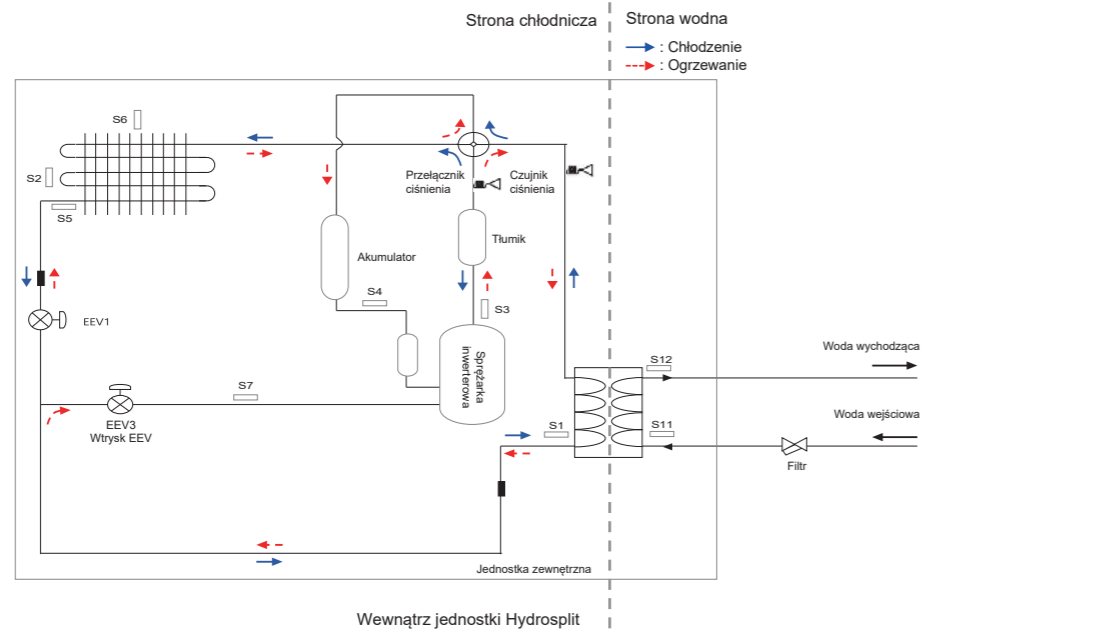 Strona chłodnicza
Strona wodna
: Chłodzenie
: Ogrzewanie
S6
S2
S5
Przełącznik
ciśnienia
Czujnik
ciśnienia
Tłumik
Akumulator
S4
S3
EEV1
Sprężarka
inwerterowa
S7
EEV3
Wtrysk EEV
S1
S12
S11
Woda wychodząca
Woda wejściowa
Filtr
Jednostka zewnętrzna
Wewnątrz jednostki Hydrosplit